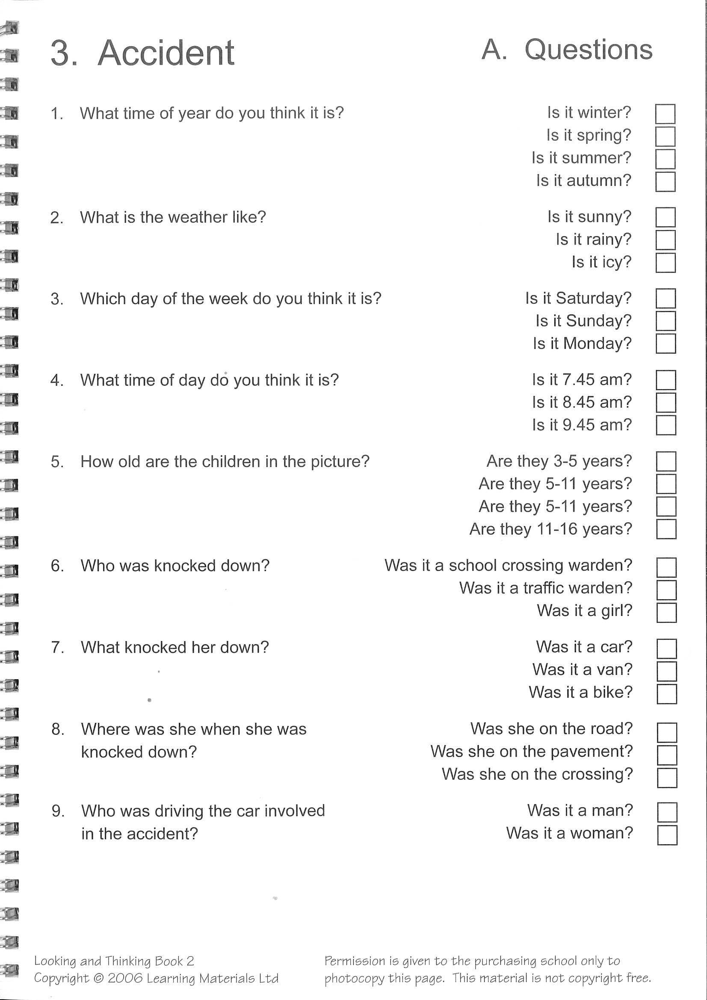 3. Accident
A. Questions
1. What time of year do you think it is?
Is it winter?
Is it spring?
Is it summer?
Is it autumn?
2. What is the weather like?
Is it sunny?
Is it rainy?
Is it icy?
3. Which day of the week do you think it is?
Is it Saturday?
Is it Sunday?
Is it Monday?
4. What time of day do you think it is?
Is it 7.45 am?
Is it 8.45 am?
Is it 9.45 am?
5. How old are the children in the picture?
Are they 3-5 years?
Are they 5-11 years?
Are they 5-11 years?
Are they 11-16 years?
6. Who was knocked down?
Was it a school crossing warden?
Was it a traffic warden?
Was it a girl?
7. What knocked her down?
Was it a car?
Was it a van?
Was it a bike?
8. Where was she when she was
knocked down?
Was she on the road?
Was she on the pavement?
Was she on the crossing?
9. Who was driving the car involved
in the accident?
Was it a man?
Was it a woman?
Looking and Thinking Book 2
Copyright © 2006 Learning Materials Ltd
Permission is given to the purchasing school only to
photocopy this page. This material is not copyright free.